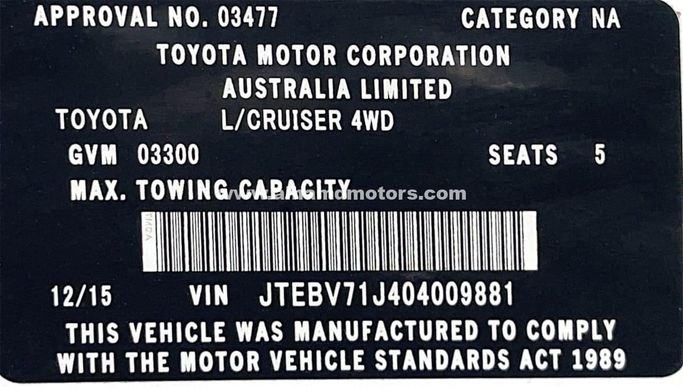 APPROVAL NO. 03477 CATEGORY NA
TOYOTA MOTOR CORPORATION
AUSTRALIA LIMITED
TOYOTA L/CRUISER 4WD
GVM 03300 SEATS 5
MAX. TOWING CAPACITY
TMCA
12/15 VIN JTEBV71J404009881
THIS VEHICLE WAS MANUFACTURED TO COMPLY
WITH THE MOTOR VEHICLE STANDARDS ACT 1989